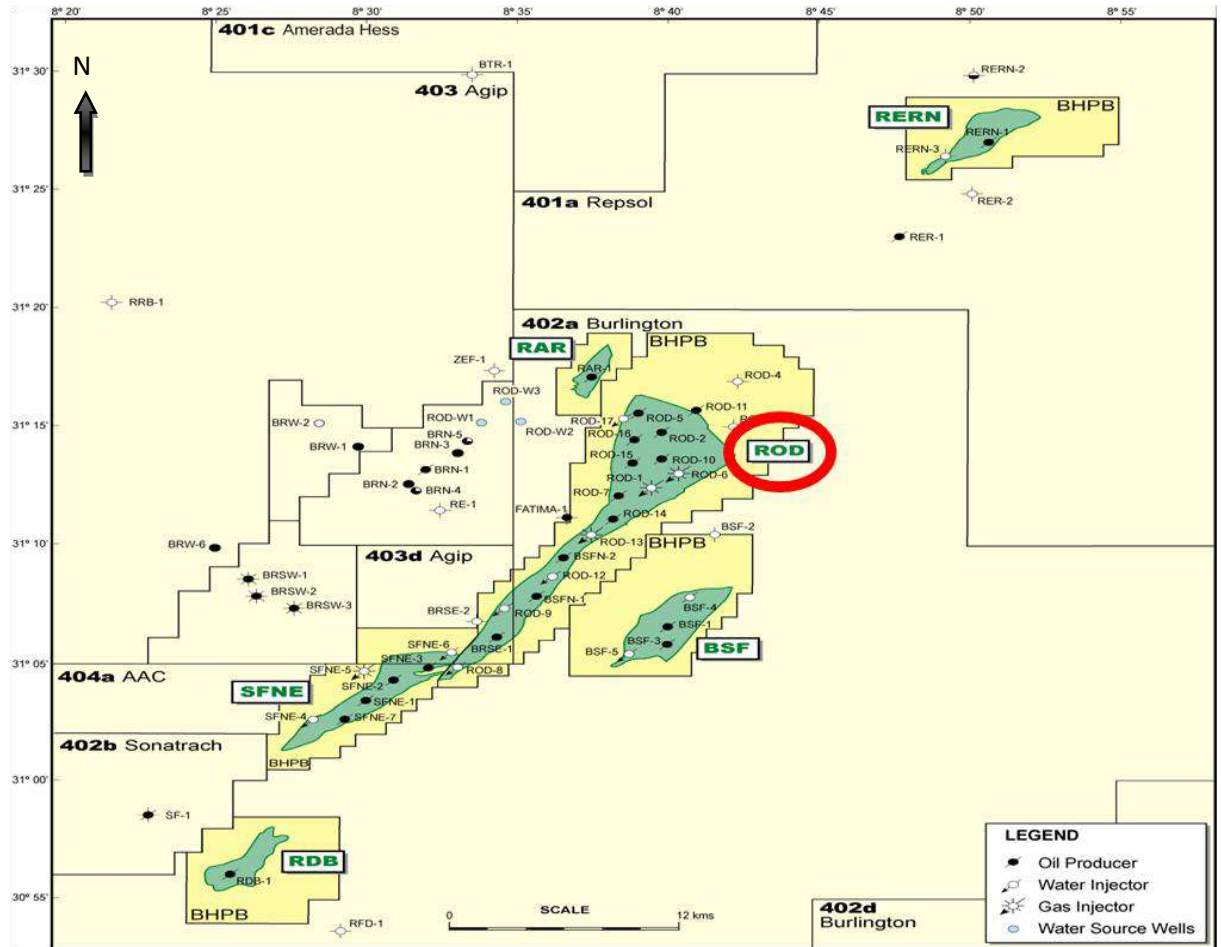 8° 20' 8° 25' 8° 30' 8° 35' 8° 40' 8° 45' 8° 50' 8° 55'
401c Amerada Hess
31° 30'
N
BTR-1
RERN-2
403 Agip
BHPB
RERN
RERN-1
RERN-3
31° 25'
401a Repsol
RER-2
RER-1
31° 20'
RRB-1
402a Burlington
BHPB
RAR
ZEF-1
RAR-1
ROD-4
ROD-W3
ROD-11
ROD-5
ROD-17
31° 15'
BRW-2
ROD-W1
ROD-W2
BRN-5
BRN-3
BRW-1
ROD-16
ROD-2
ROD
ROD-15
ROD-10
BRN-1
ROD-1
ROD-6
BRN-2
BRN-4
ROD-7
RE-1
FATIMA-1
ROD-14
31° 10'
BRW-6
BSF-2
ROD-13
BHPB
403d Agip
BSFN-2
BRSW-1
BRSW-2
BRSW-3
ROD-12
BSFN-1
BRSE-2
ROD-9
BSF-4
BSF-1
BSF-3
BSF-5
BSF
SFNE-6
BRSE-1
31° 05'
SFNE-3
SFNE-5
ROD-8
404a AAC
SFNE-2
SFNE
SFNE-1
SFNE-4
SFNE-7
402b Sonatrach
BHPB
31° 00'
SF-1
RDB
RDB-1
30° 55'
BHPB
RFD-1
SCALE
0 12 kms
402d
Burlington
LEGEND
Oil Producer
Water Injector
Gas Injector
Water Source Wells